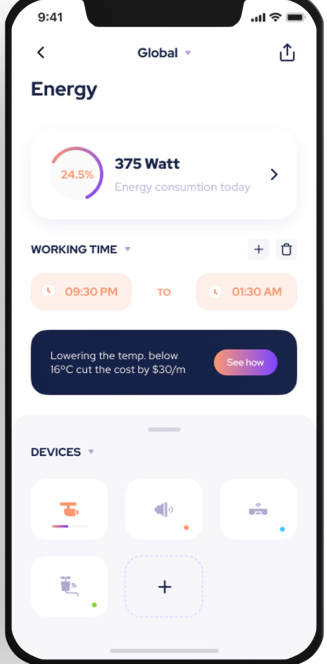 9:41
Global
Energy
24.5%
375 Watt
Energy consumtion today
WORKING TIME
+
09:30 PM
TO
01:30 AM
Lowering the temp. below
16ºC cut the cost by $30/m
See how
DEVICES
+